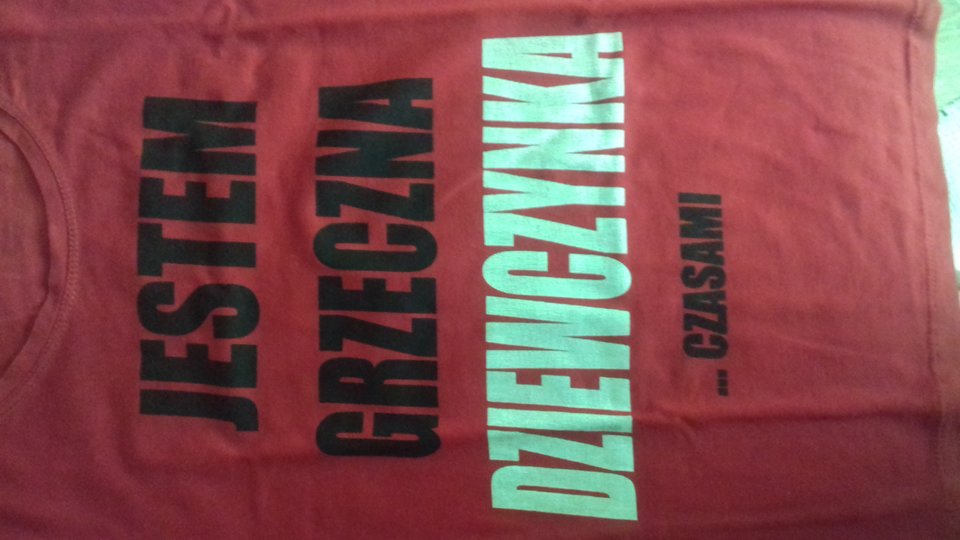 JESTEM
GRZECZNA
DZIEWCZYNKA
... CZASAMI